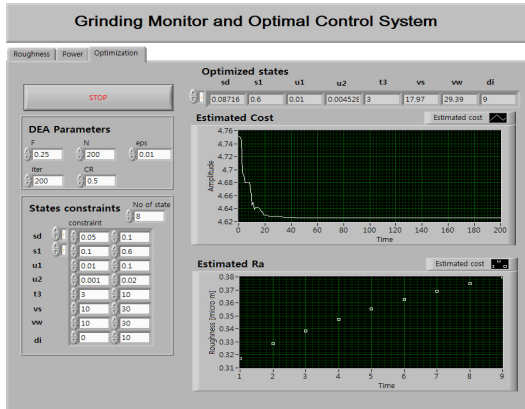 Grinding Monitor and Optimal Control System
Roughness Power Optimization
STOP
DEA Parameters
F N eps
0.25 200 0.01
iter CR
200 0.5
States constraints No of state
8
constraint
sd 0.05 0.1
s1 0.1 0.6
u1 0.01 0.1
u2 0.001 0.02
t3 3 10
vs 10 30
vw 10 30
di 0 10
Optimized states
sd s1 u1 u2 t3 vs vw di
0.08716 0.6 0.01 0.004528 3 17.97 29.39 9
Estimated Cost Estimated cost
4.76
4.74
4.72
4.7
4.68
4.66
4.64
4.62
Amplitude
0 20 40 60 80 100 120 140 160 180 200
Time
Estimated Ra Estimated cost
0.38
0.37
0.36
0.35
0.34
0.33
0.32
0.31
Roughness [micro m]
1 2 3 4 5 6 7 8 9
Time